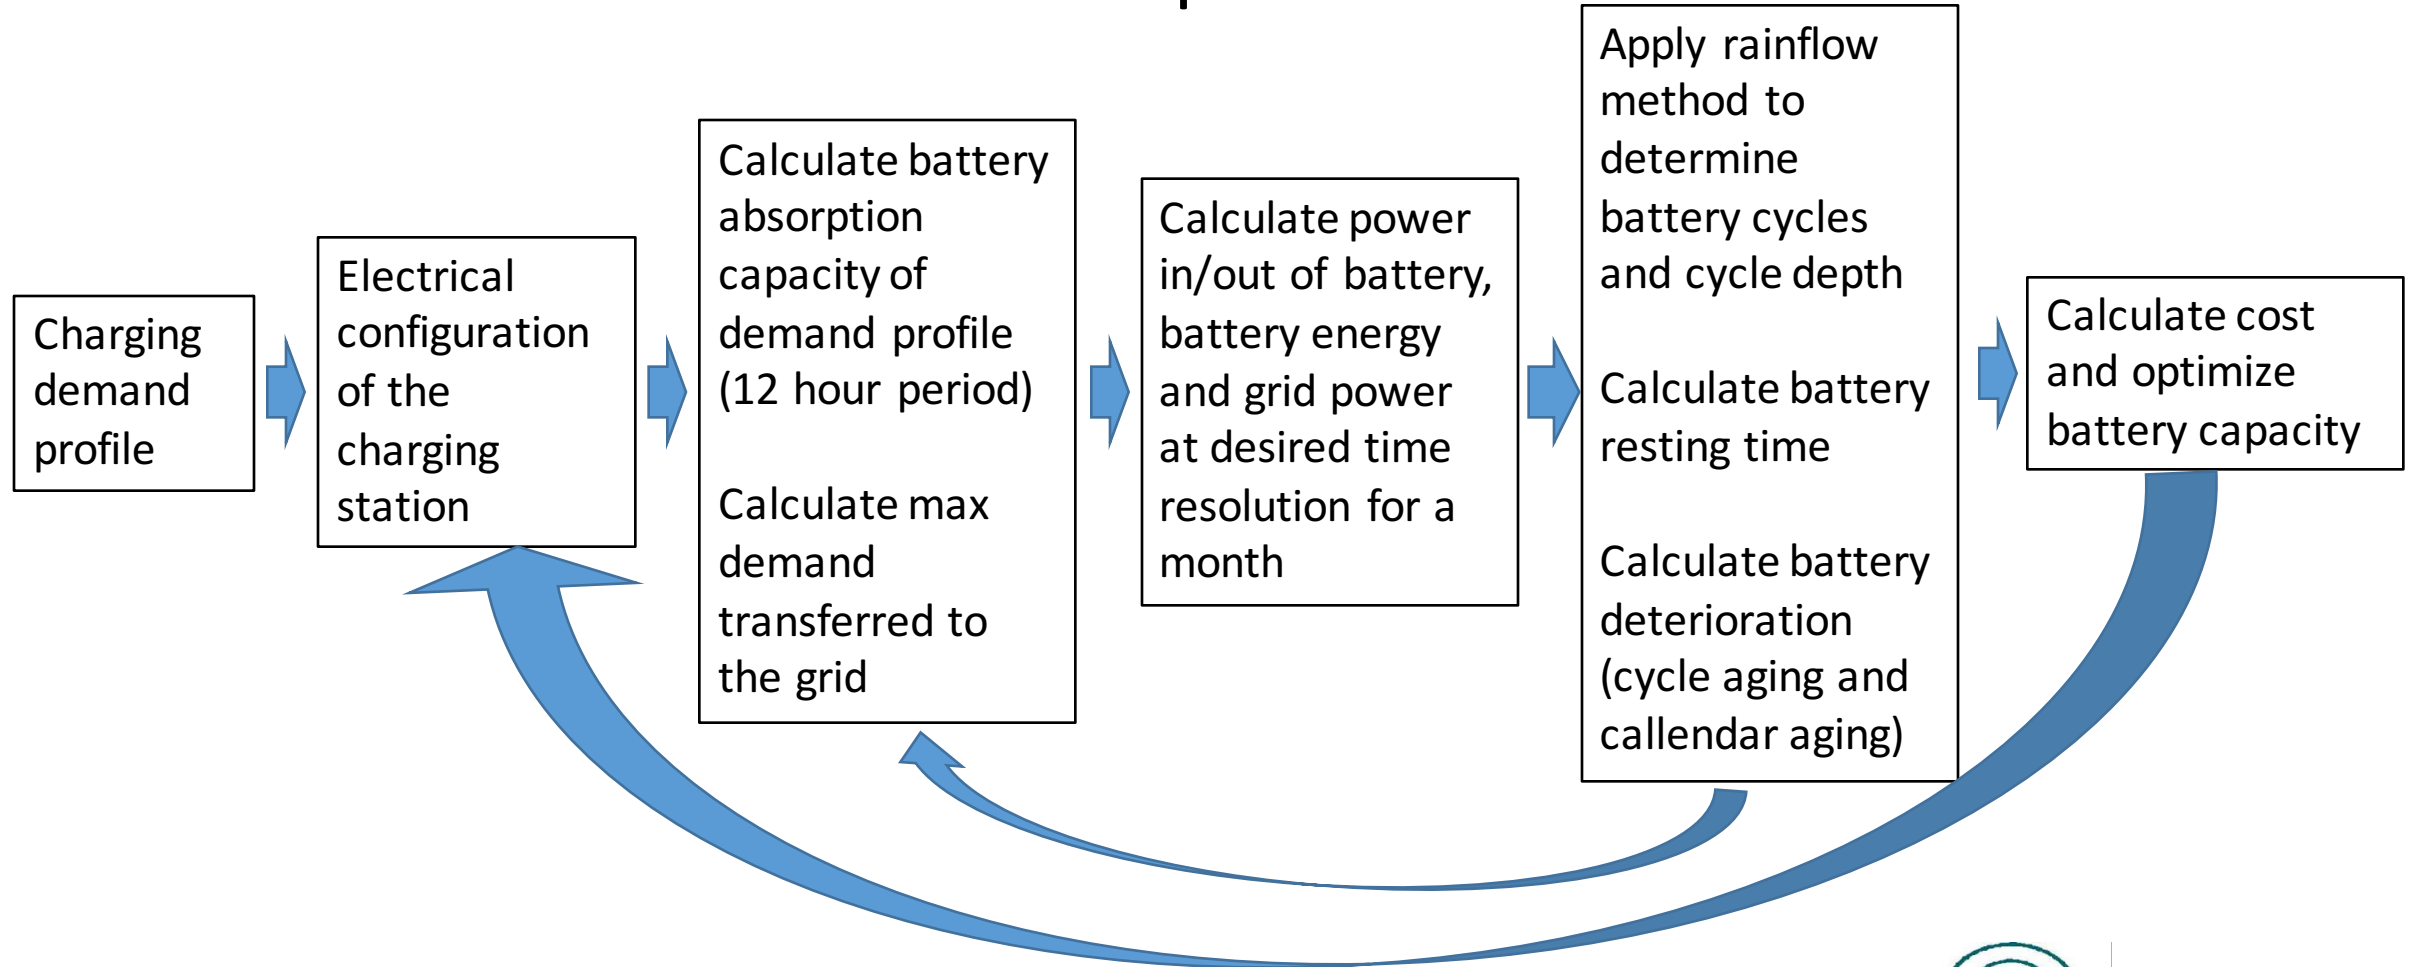 Charging
demand
profile
Electrical
configuration
of the
charging
station
Calculate battery
absorption
capacity of
demand profile
(12 hour period)
Calculate max
demand
transferred to
the grid
Calculate power
in/out of battery,
battery energy
and grid power
at desired time
resolution for a
month
Apply rainflow
method to
determine
battery cycles
and cycle depth
Calculate battery
resting time
Calculate battery
deterioration
(cycle aging and
callendar aging)
Calculate cost
and optimize
battery capacity